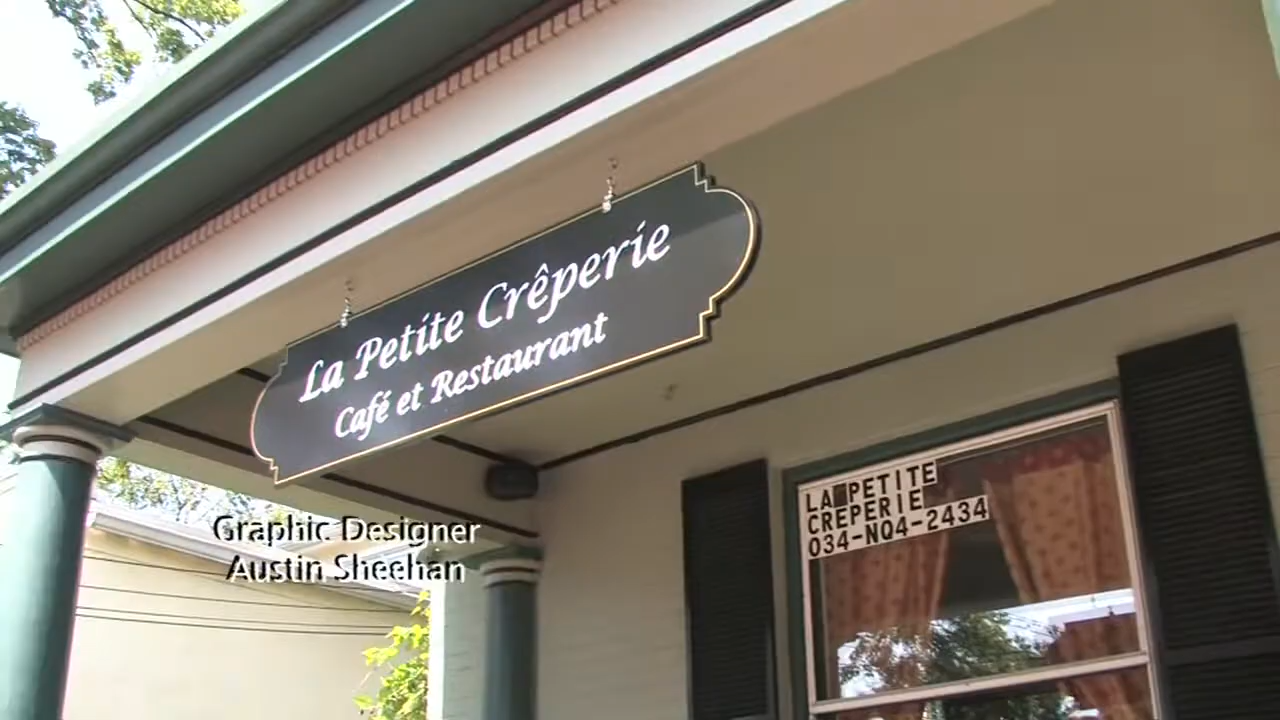 La Petite Crêperie
Café et Restaurant
LA PETITE
CREPERIE
034-NQ4-2434
Graphic Designer
Austin Sheehan